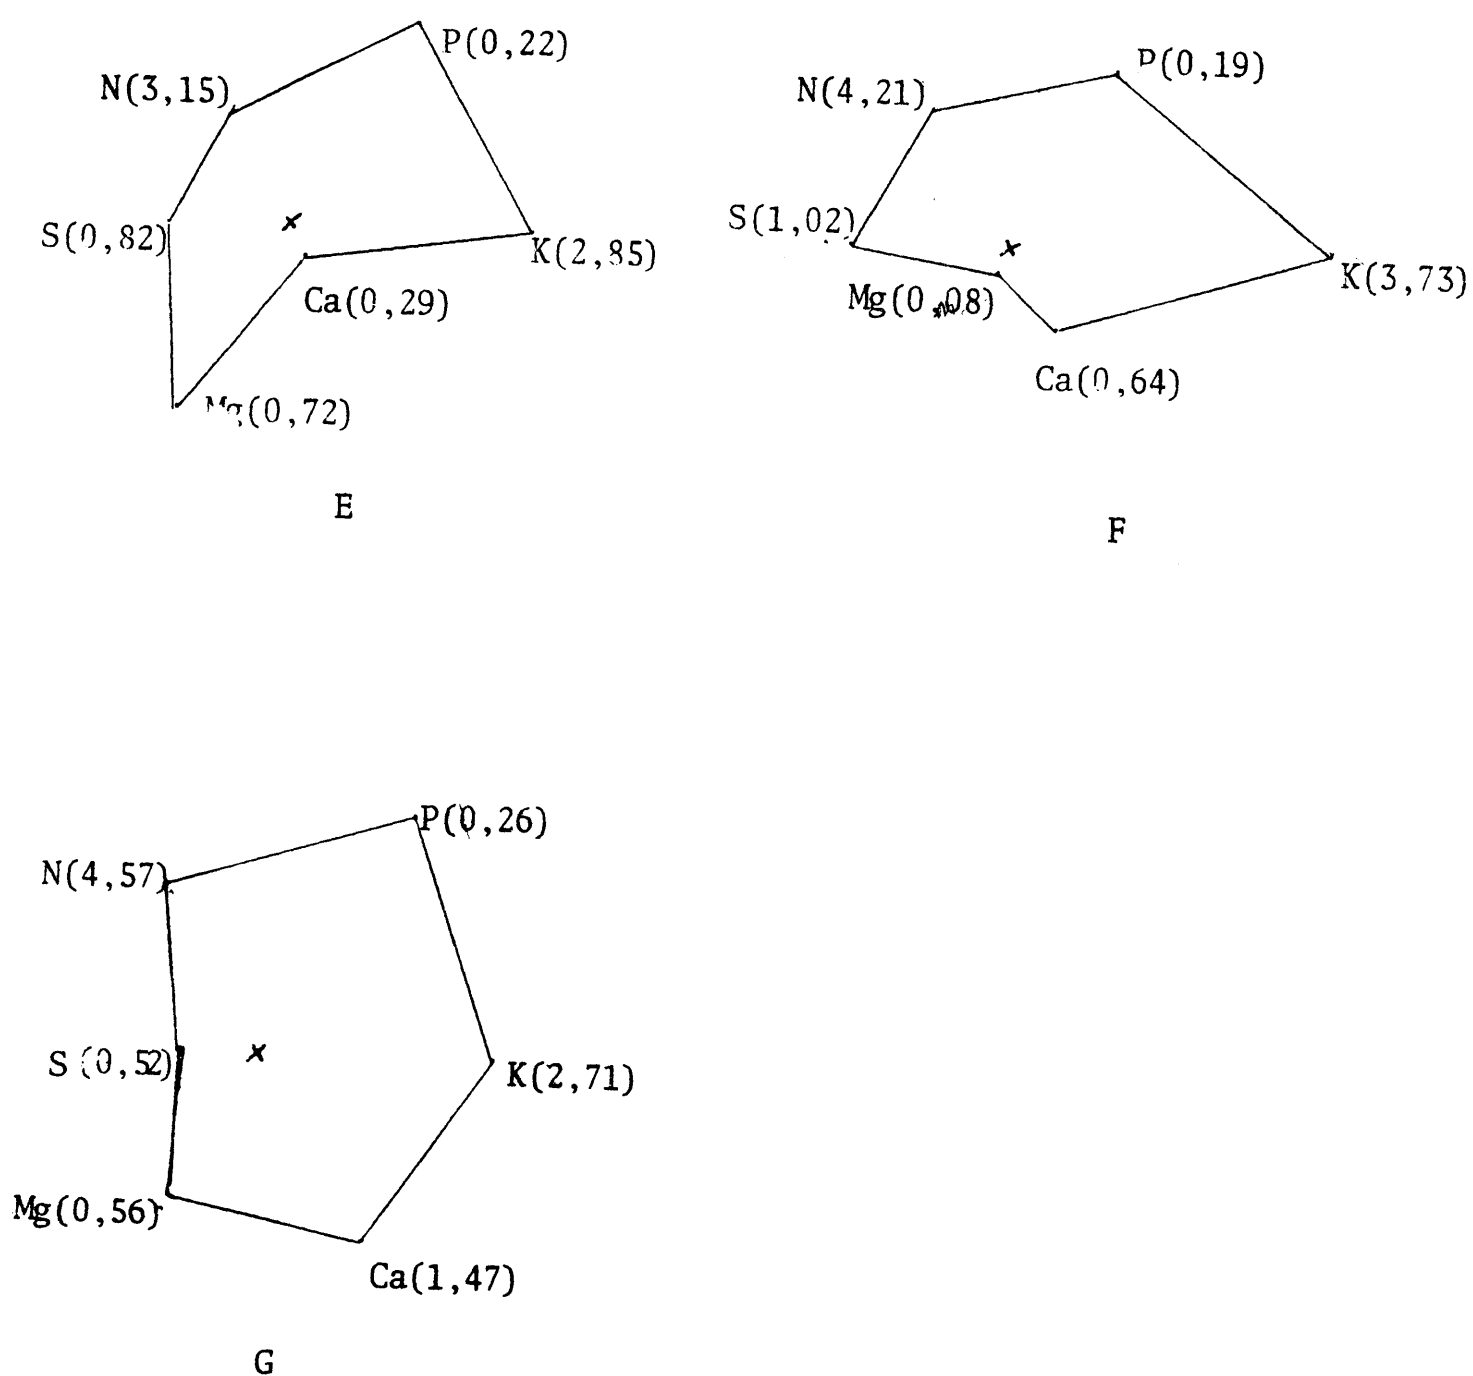 P(0,22)
N(3,15)
S(0,82)
K(2,85)
Ca(0,29)
Mg(0,72)
E
P(0,19)
N(4,21)
S(1,02)
Mg(0,08)
K(3,73)
Ca(0,64)
F
P(0,26)
N(4,57)
S(0,52)
K(2,71)
Mg(0,56)
Ca(1,47)
G